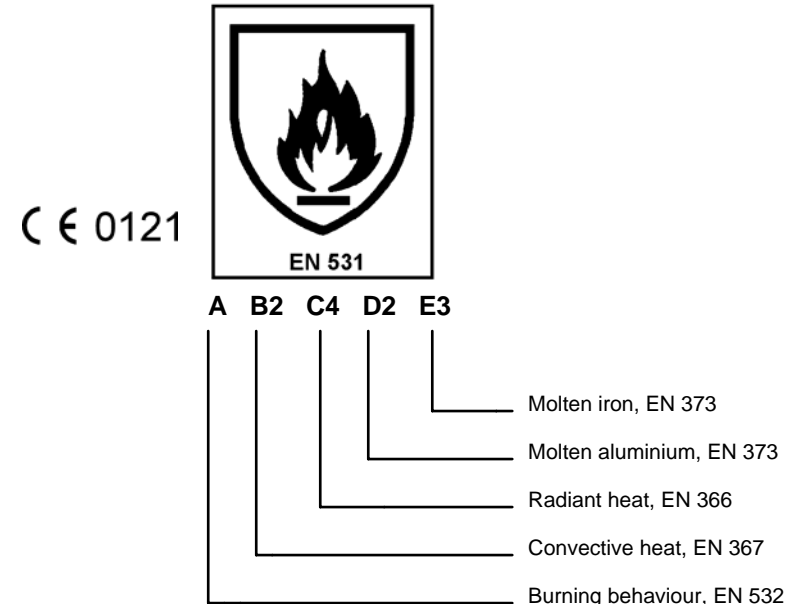 CE 0121
EN 531
A B2 C4 D2 E3
Molten iron, EN 373
Molten aluminium, EN 373
Radiant heat, EN 366
Convective heat, EN 367
Burning behaviour, EN 532